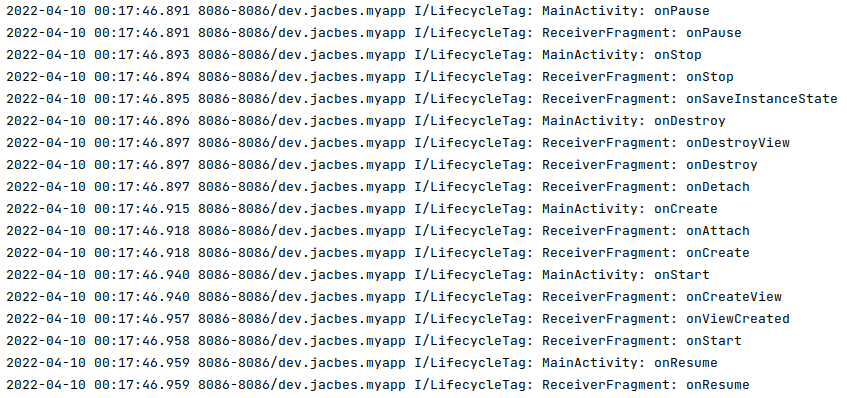 2022-04-10 00:17:46.891 8086-8086/dev.jacbes.myapp I/LifecycleTag: MainActivity: onPause
2022-04-10 00:17:46.891 8086-8086/dev.jacbes.myapp I/LifecycleTag: ReceiverFragment: onPause
2022-04-10 00:17:46.893 8086-8086/dev.jacbes.myapp I/LifecycleTag: MainActivity: onStop
2022-04-10 00:17:46.894 8086-8086/dev.jacbes.myapp I/LifecycleTag: ReceiverFragment: onStop
2022-04-10 00:17:46.895 8086-8086/dev.jacbes.myapp I/LifecycleTag: ReceiverFragment: onSaveInstanceState
2022-04-10 00:17:46.896 8086-8086/dev.jacbes.myapp I/LifecycleTag: MainActivity: onDestroy
2022-04-10 00:17:46.897 8086-8086/dev.jacbes.myapp I/LifecycleTag: ReceiverFragment: onDestroyView
2022-04-10 00:17:46.897 8086-8086/dev.jacbes.myapp I/LifecycleTag: ReceiverFragment: onDestroy
2022-04-10 00:17:46.897 8086-8086/dev.jacbes.myapp I/LifecycleTag: ReceiverFragment: onDetach
2022-04-10 00:17:46.915 8086-8086/dev.jacbes.myapp I/LifecycleTag: MainActivity: onCreate
2022-04-10 00:17:46.918 8086-8086/dev.jacbes.myapp I/LifecycleTag: ReceiverFragment: onAttach
2022-04-10 00:17:46.918 8086-8086/dev.jacbes.myapp I/LifecycleTag: ReceiverFragment: onCreate
2022-04-10 00:17:46.940 8086-8086/dev.jacbes.myapp I/LifecycleTag: MainActivity: onStart
2022-04-10 00:17:46.940 8086-8086/dev.jacbes.myapp I/LifecycleTag: ReceiverFragment: onCreateView
2022-04-10 00:17:46.957 8086-8086/dev.jacbes.myapp I/LifecycleTag: ReceiverFragment: onViewCreated
2022-04-10 00:17:46.958 8086-8086/dev.jacbes.myapp I/LifecycleTag: ReceiverFragment: onStart
2022-04-10 00:17:46.959 8086-8086/dev.jacbes.myapp I/LifecycleTag: MainActivity: onResume
2022-04-10 00:17:46.959 8086-8086/dev.jacbes.myapp I/LifecycleTag: ReceiverFragment: onResume